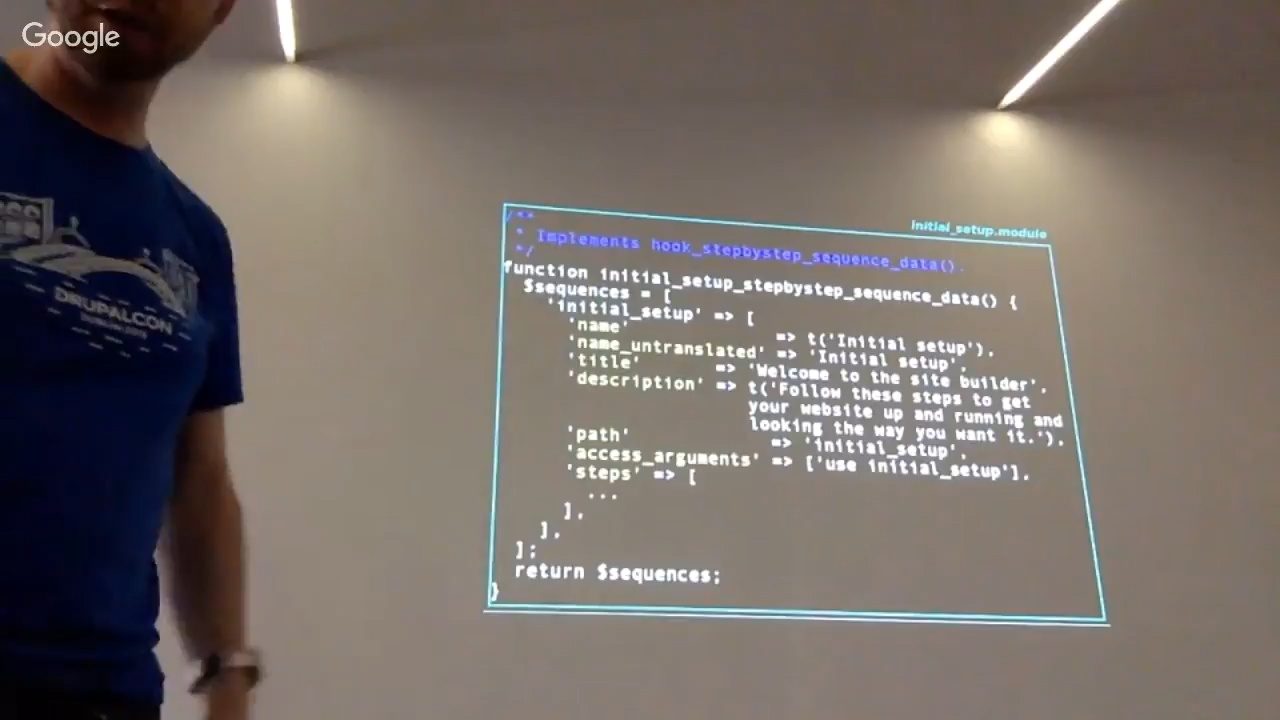 Google
DRUPALCON
initial_setup.module
/**
* Implements hook_stepbystep_sequence_data().
*/
function initial_setup_stepbystep_sequence_data() {
$sequences = [
'initial_setup' => [
'name' => t('Initial setup'),
'name_untranslated' => 'Initial setup',
'title' => 'Welcome to the site builder',
'description' => t('Follow these steps to get
your website up and running and
looking the way you want it.'),
'path' => 'initial_setup',
'access_arguments' => ['use initial_setup'],
'steps' => [
...
],
],
];
return $sequences;
}